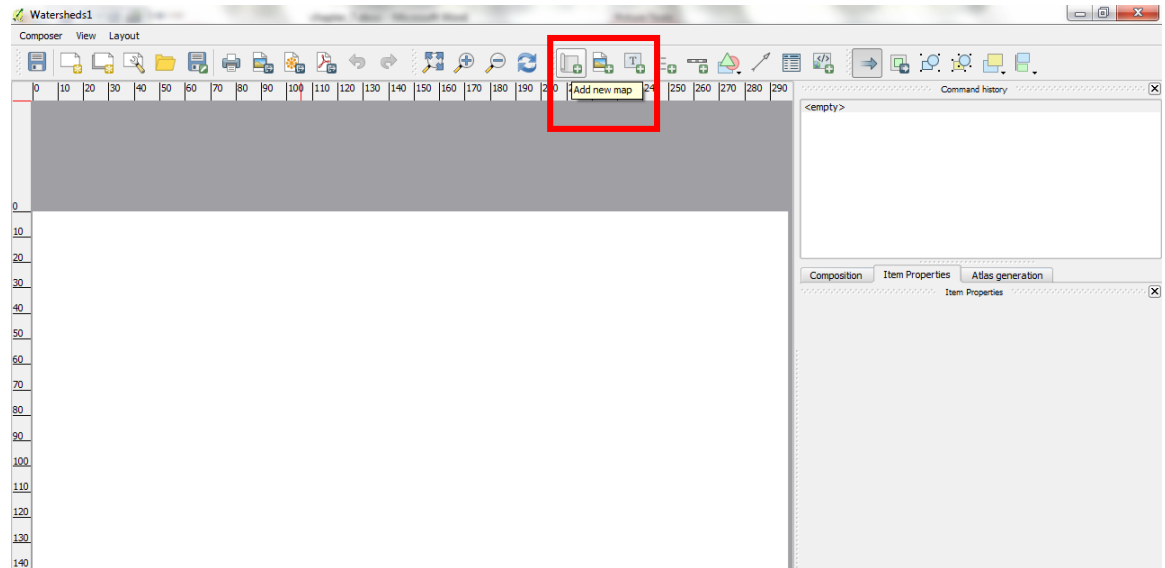 Watersheds1
Composer View Layout
0 10 20 30 40 50 60 70 80 90 100 110 120 130 140 150 160 170 180 190 250 260 270 280 290
Add new map
Command history
<empty>
0
10
20
Composition Item Properties Atlas generation
30
Item Properties
40
50
60
70
80
90
100
110
120
130
140